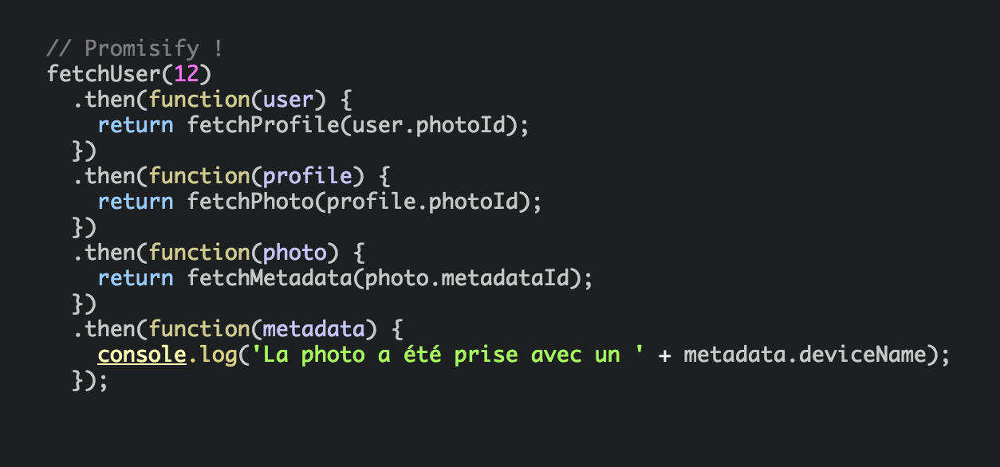 // Promisify !
fetchUser(12)
  .then(function(user) {
    return fetchProfile(user.photoId);
  })
  .then(function(profile) {
    return fetchPhoto(profile.photoId);
  })
  .then(function(photo) {
    return fetchMetadata(photo.metadataId);
  })
  .then(function(metadata) {
    console.log('La photo a été prise avec un ' + metadata.deviceName);
  });